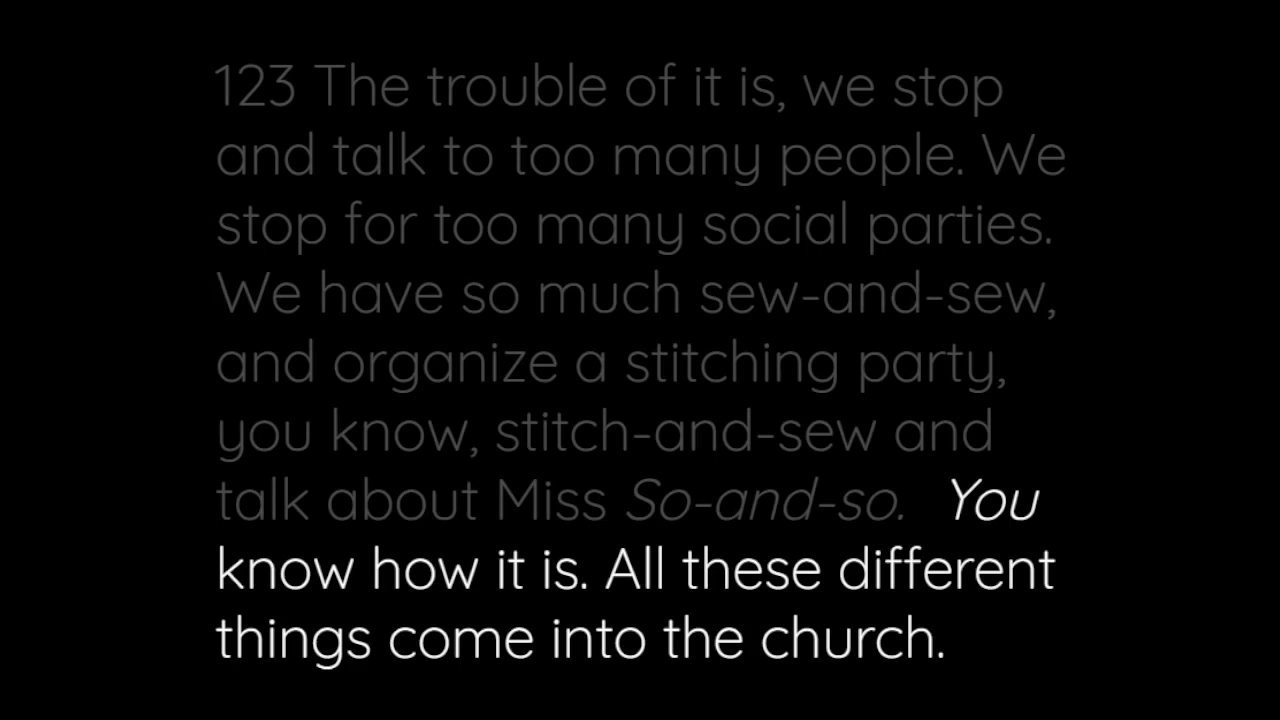 123 The trouble of it is, we stop
and talk to too many people. We
stop for too many social parties.
We have so much sew-and-sew,
and organize a stitching party,
you know, stitch-and-sew and
talk about Miss So-and-so. You
know how it is. All these different
things come into the church.